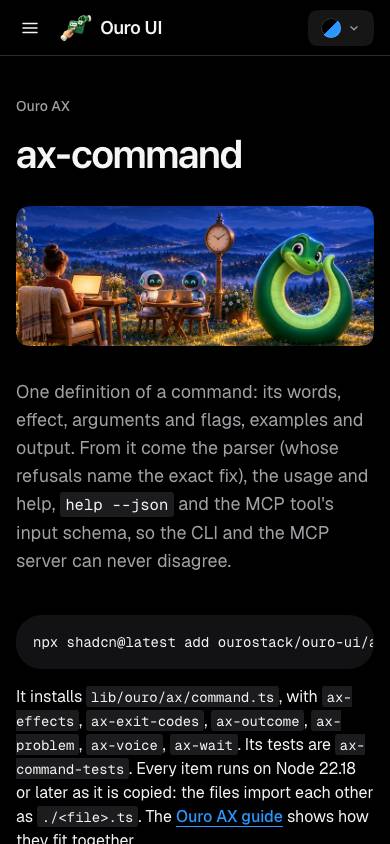 Ouro UI
Ouro AX
ax-command
One definition of a command: its words,
effect, arguments and flags, examples and
output. From it come the parser (whose
refusals name the exact fix), the usage and
help, help --json and the MCP tool's
input schema, so the CLI and the MCP
server can never disagree.
npx shadcn@latest add ourostack/ouro-ui/a
It installs lib/ouro/ax/command.ts, with ax-
effects, ax-exit-codes, ax-outcome, ax-
problem, ax-voice, ax-wait. Its tests are ax-
command-tests. Every item runs on Node 22.18
or later as it is copied: the files import each other
as ./<file>.ts. The Ouro AX guide shows how
they fit together.